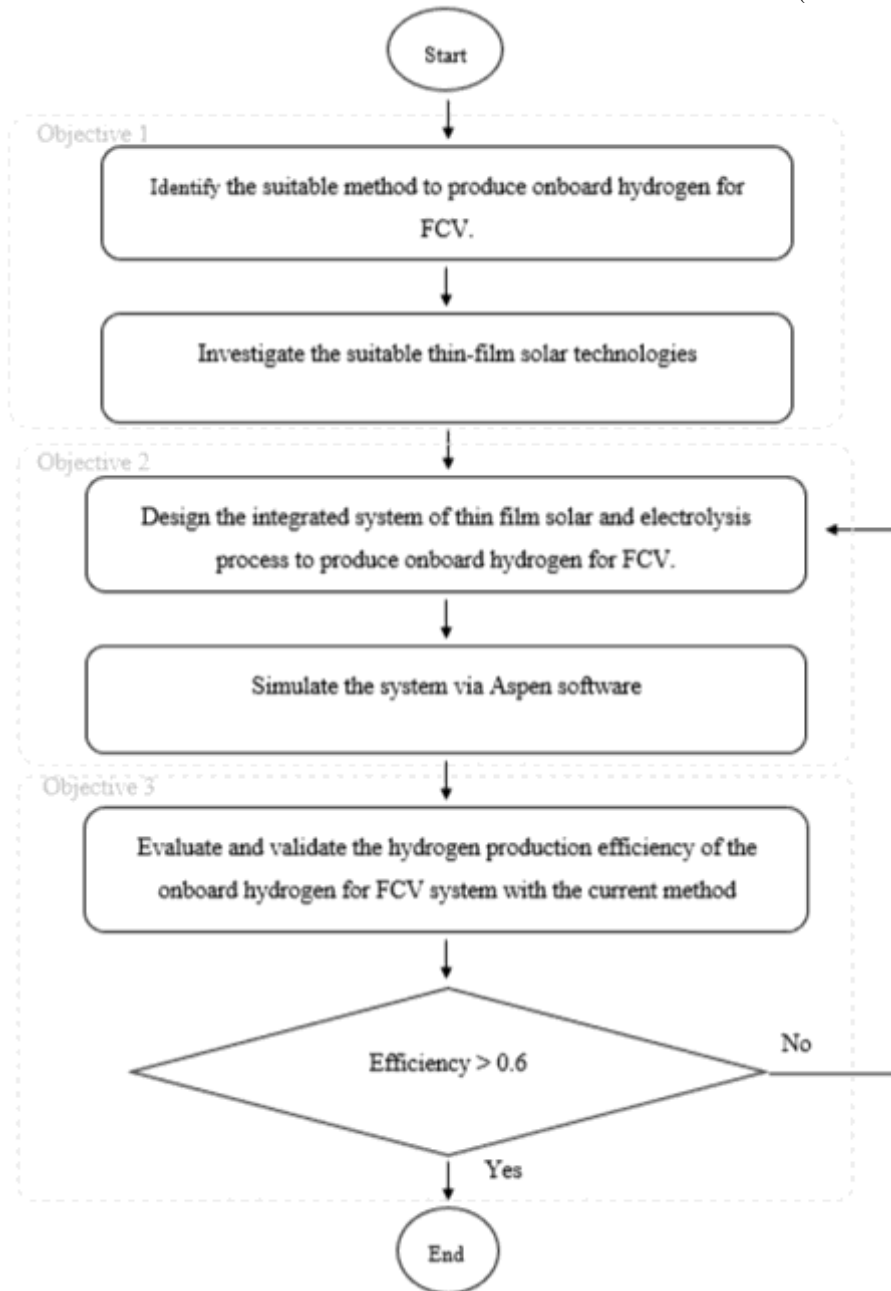 Start
Objective 1
Identify the suitable method to produce onboard hydrogen for
FCV.
Investigate the suitable thin-film solar technologies
Objective 2
Design the integrated system of thin film solar and electrolysis
process to produce onboard hydrogen for FCV.
Simulate the system via Aspen software
Objective 3
Evaluate and validate the hydrogen production efficiency of the
onboard hydrogen for FCV system with the current method
Efficiency > 0.6
No
Yes
End